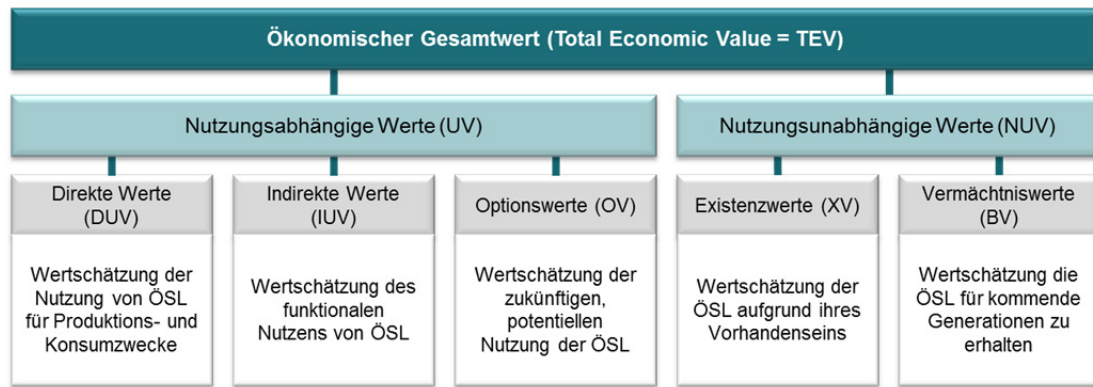 Ökonomischer Gesamtwert (Total Economic Value = TEV)
Nutzungsabhängige Werte (UV)
Nutzungsunabhängige Werte (NUV)
Direkte Werte
(DUV)
Wertschätzung der
Nutzung von ÖSL
für Produktions- und
Konsumzwecke
Indirekte Werte
(IUV)
Wertschätzung des
funktionalen
Nutzens von ÖSL
Optionswerte (OV)
Wertschätzung der
zukünftigen,
potentiellen
Nutzung der ÖSL
Existenzwerte (XV)
Wertschätzung der
ÖSL aufgrund ihres
Vorhandenseins
Vermächtniswerte
(BV)
Wertschätzung die
ÖSL für kommende
Generationen zu
erhalten